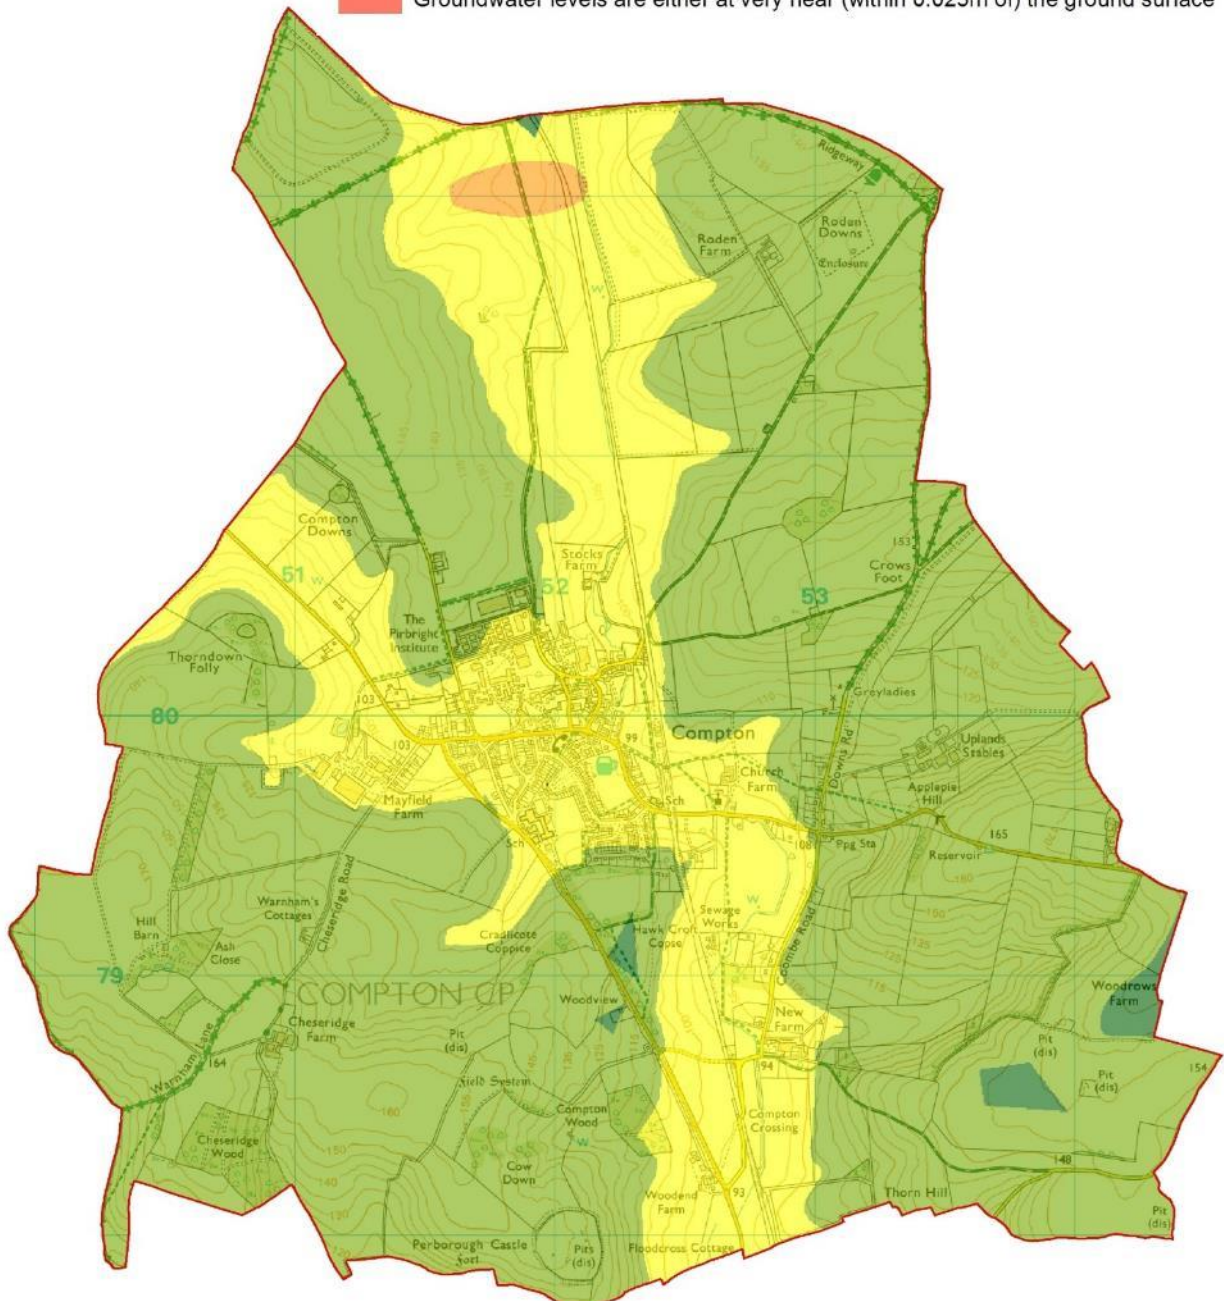 Groundwater levels are either at very near (within 0.025m of) the ground surface
Ridgeway
Roden
Downs
Roden
Farm
Enclosure
Compton
Downs
51
W
Stocks
Farm
52
153
Crows
Foot
53
The
Pirbright
Institute
Thorndown
Folly
103
Greyladies
80
103
99
Compton
Downs Rd
Uplands
Stables
Church
Farm
Applepie
Hill
Mayfield
Farm
Sch
Sch
108
Ppg Sta
165
Reservoir
Cheseridge Road
Warnham's
Cottages
Hill
Barn
Ash
Close
Cradlecote
Coppice
Hawk Croft
Copse
Sewage
Works
W
Coombe Road
79
COMPTON CP
Woodview
Woodrows
Farm
New
Farm
Cheseridge
Farm
Pit
(dis)
Pit
(dis)
Pit
(dis)
Warnham Lane
164
94
154
Field System
Compton
Wood
W
Compton
Crossing
Cheseridge
Wood
Cow
Down
148
93
Woodend
Farm
Thorn Hill
Pit
(dis)
Perborough Castle
Fort
Pits
(dis)
Floodcross Cottage